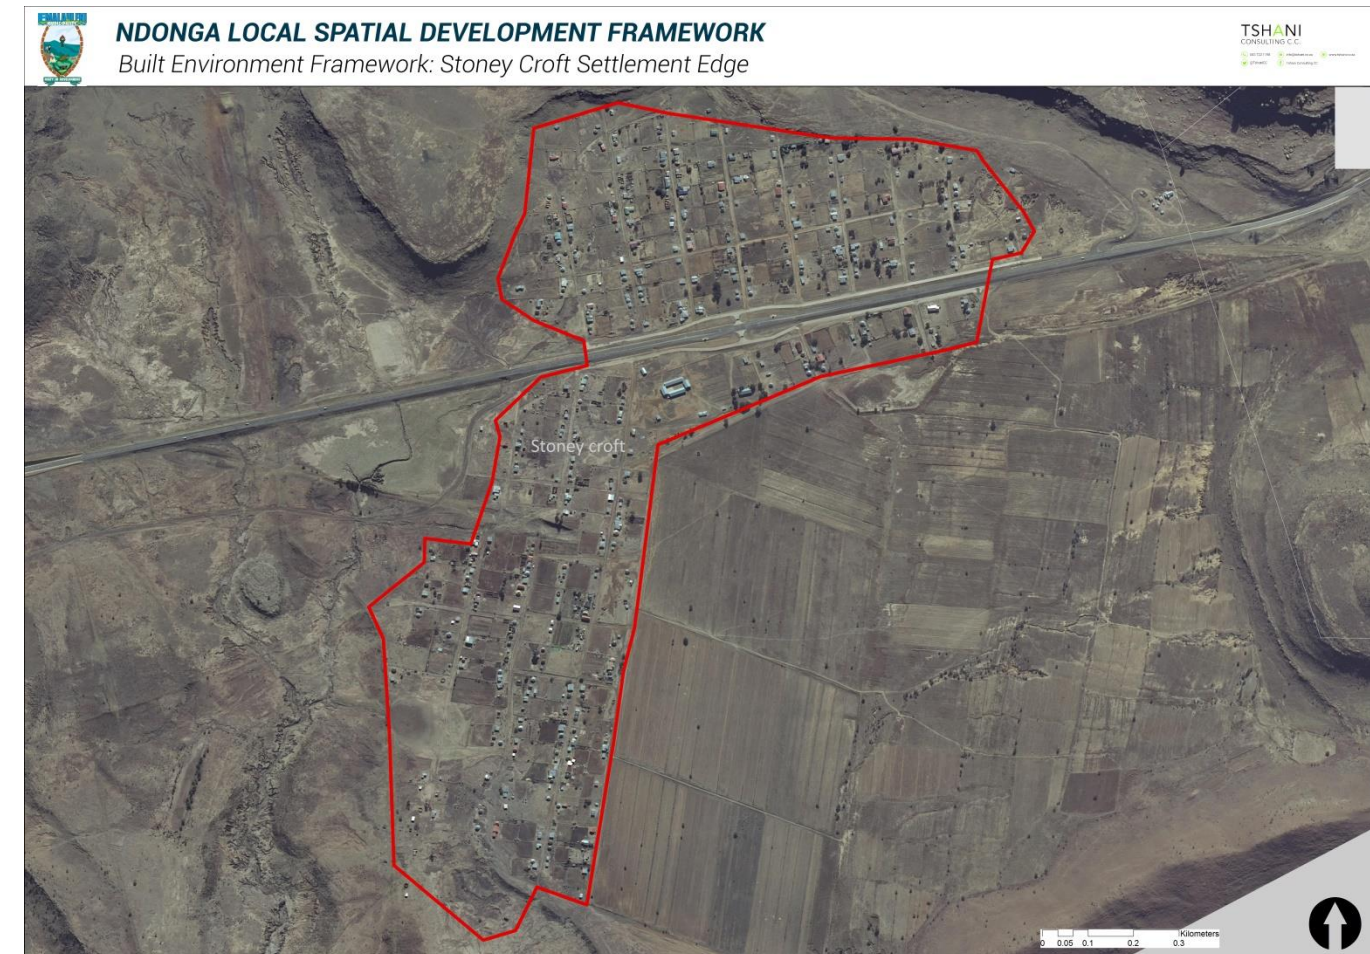 NDONGA LOCAL SPATIAL DEVELOPMENT FRAMEWORK
Built Environment Framework: Stoney Croft Settlement Edge
TSHANI
CONSULTING C.C.
Stoney croft
Kilometers
0 0.05 0.1 0.2 0.3